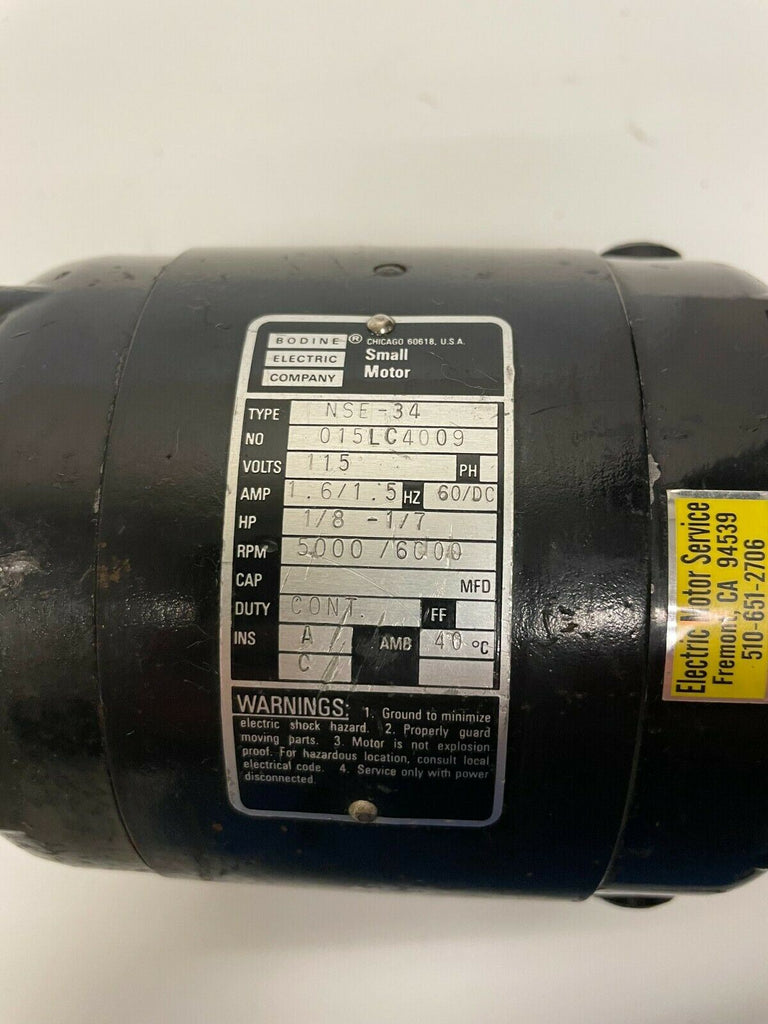 BODINE ® CHICAGO 60618, U.S.A.
ELECTRIC Small
COMPANY Motor
TYPE NSE-34
NO 015LC4009
VOLTS 115 PH
AMP 1.6/1.5 HZ 60/DC
HP 1/8 -1/7
RPM 5000/6000
CAP MFD
DUTY CONT. /FF
INS A AMB 40 °C
C
WARNINGS: 1. Ground to minimize
electric shock hazard. 2. Properly guard
moving parts. 3. Motor is not explosion
proof. For hazardous location, consult local
electrical code. 4. Service only with power
disconnected.
Electric Motor Service
Fremont, CA 94539
510-651-2706